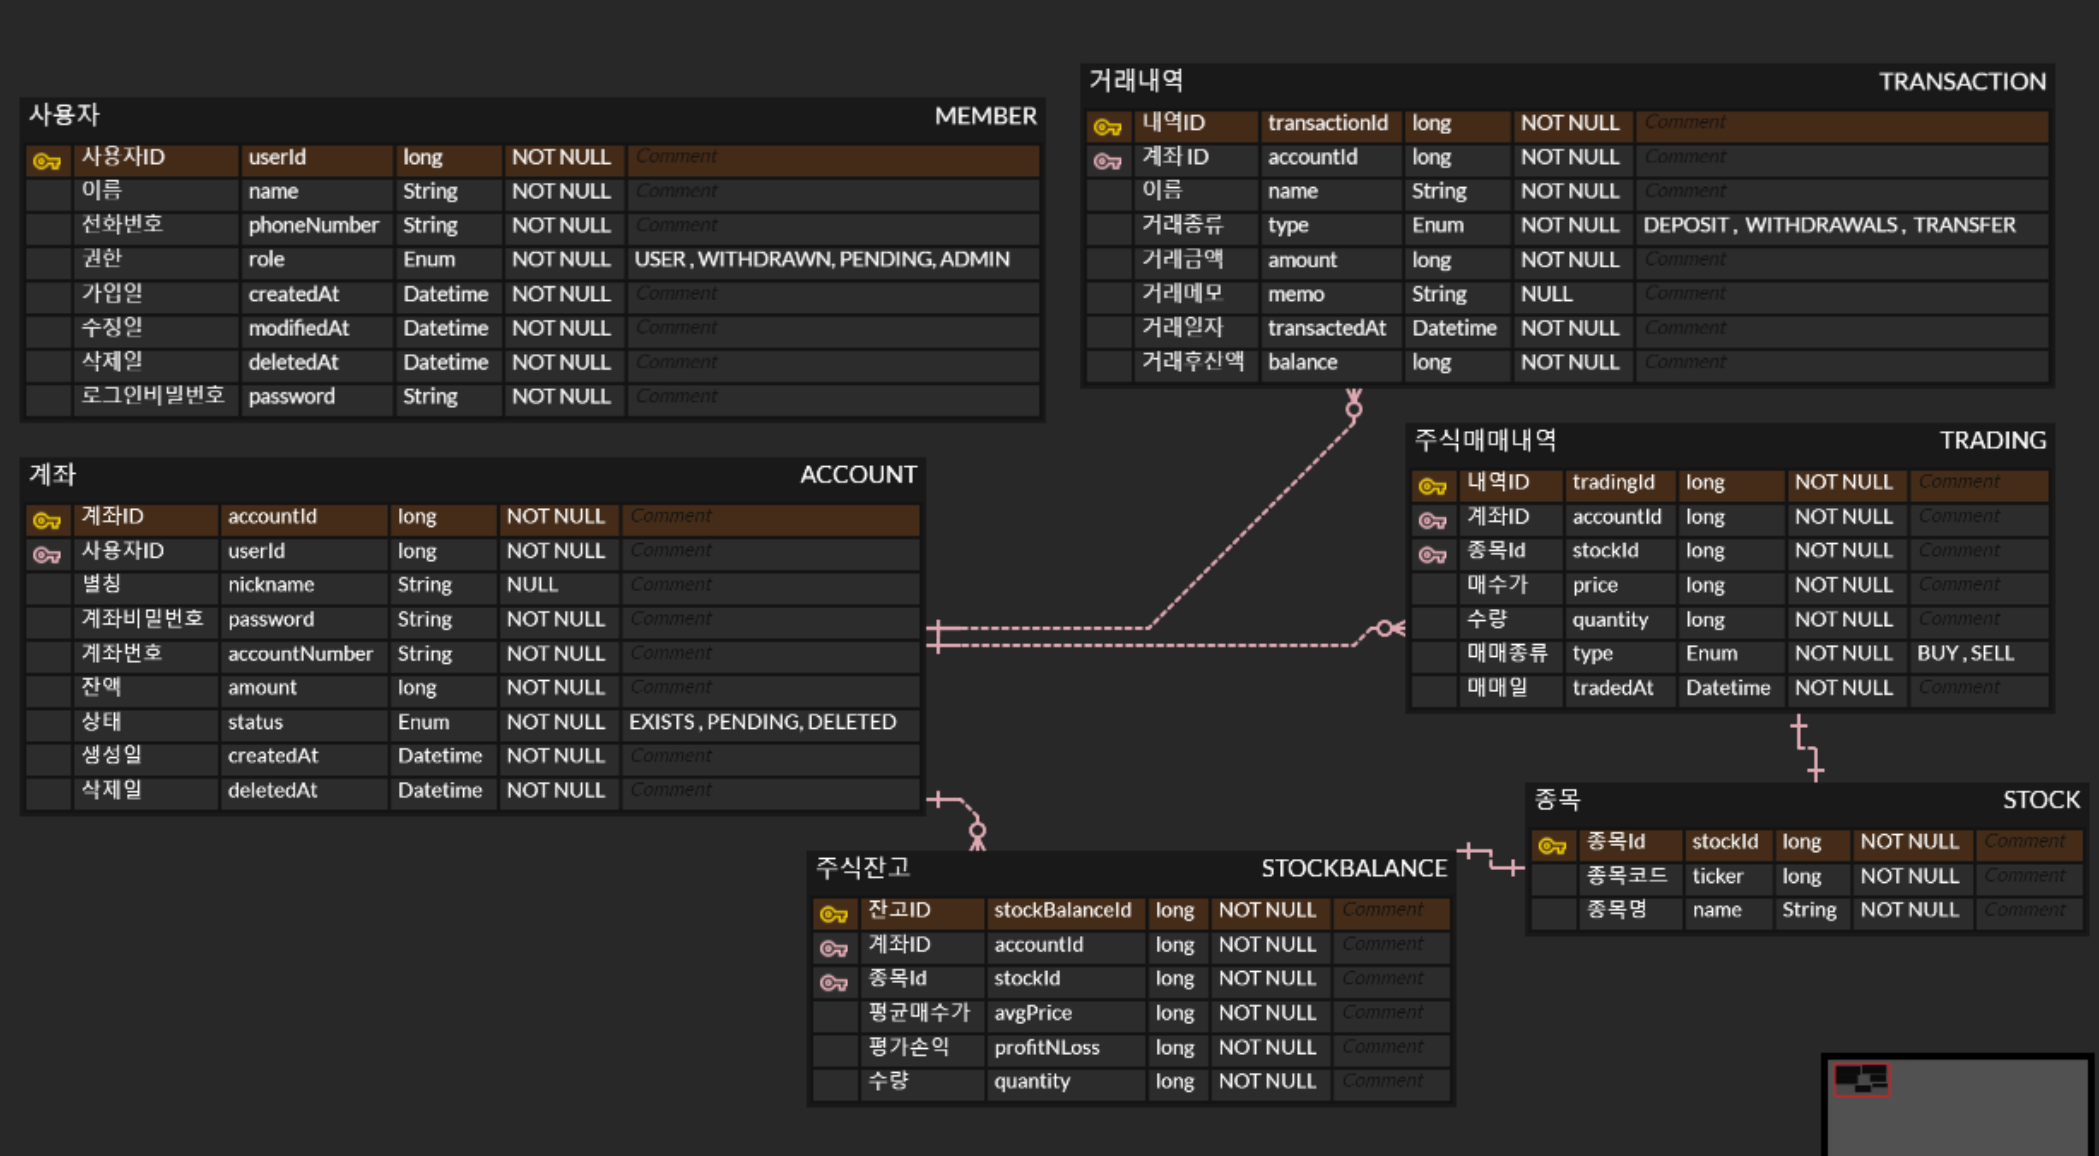 사용자 MEMBER
사용자ID userId long NOT NULL Comment
이름 name String NOT NULL Comment
전화번호 phoneNumber String NOT NULL Comment
권한 role Enum NOT NULL USER , WITHDRAWN, PENDING, ADMIN
가입일 createdAt Datetime NOT NULL Comment
수정일 modifiedAt Datetime NOT NULL Comment
삭제일 deletedAt Datetime NOT NULL Comment
로그인비밀번호 password String NOT NULL Comment
거래내역 TRANSACTION
내역ID transactionId long NOT NULL Comment
계좌 ID accountId long NOT NULL Comment
이름 name String NOT NULL Comment
거래종류 type Enum NOT NULL DEPOSIT , WITHDRAWALS , TRANSFER
거래금액 amount long NOT NULL Comment
거래메모 memo String NULL Comment
거래일자 transactedAt Datetime NOT NULL Comment
거래후잔액 balance long NOT NULL Comment
계좌 ACCOUNT
계좌ID accountId long NOT NULL Comment
사용자ID userId long NOT NULL Comment
별칭 nickname String NULL Comment
계좌비밀번호 password String NOT NULL Comment
계좌번호 accountNumber String NOT NULL Comment
잔액 amount long NOT NULL Comment
상태 status Enum NOT NULL EXISTS , PENDING, DELETED
생성일 createdAt Datetime NOT NULL Comment
삭제일 deletedAt Datetime NOT NULL Comment
주식매매내역 TRADING
내역ID tradingId long NOT NULL Comment
계좌ID accountId long NOT NULL Comment
종목Id stockId long NOT NULL Comment
매수가 price long NOT NULL Comment
수량 quantity long NOT NULL Comment
매매종류 type Enum NOT NULL BUY , SELL
매매일 tradedAt Datetime NOT NULL Comment
종목 STOCK
종목Id stockId long NOT NULL Comment
종목코드 ticker long NOT NULL Comment
종목명 name String NOT NULL Comment
주식잔고 STOCKBALANCE
잔고ID stockBalanceId long NOT NULL Comment
계좌ID accountId long NOT NULL Comment
종목Id stockId long NOT NULL Comment
평균매수가 avgPrice long NOT NULL Comment
평가손익 profitNLoss long NOT NULL Comment
수량 quantity long NOT NULL Comment